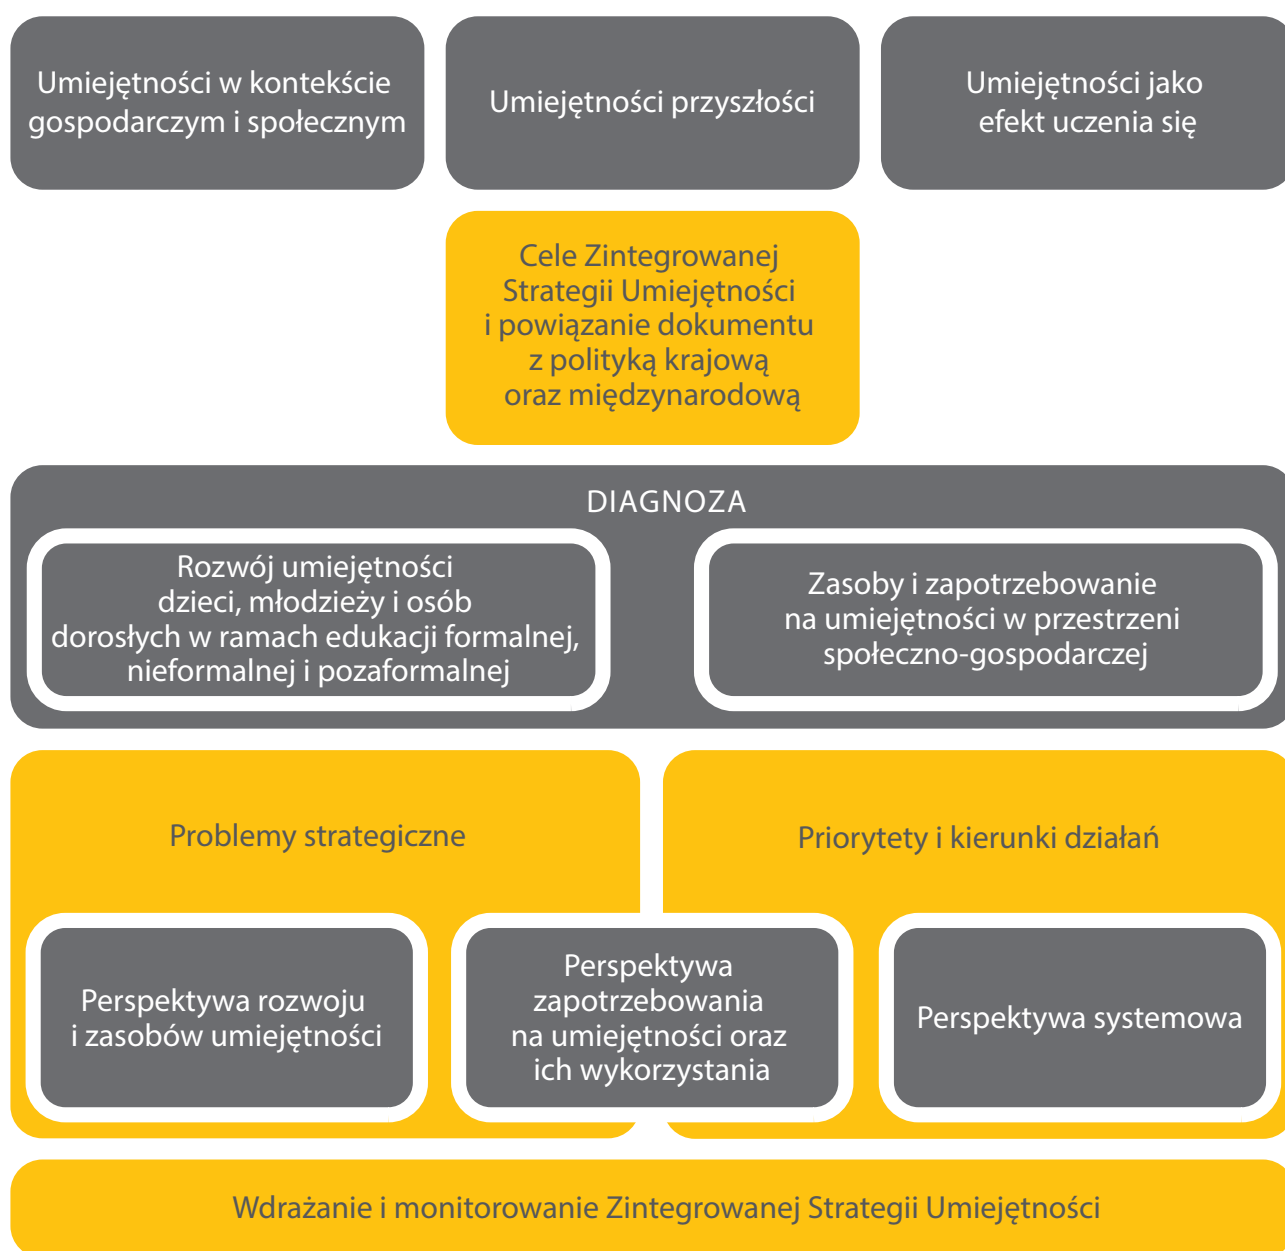 Umiejętności w kontekście
gospodarczym i społecznym
Umiejętności przyszłości
Umiejętności jako
efekt uczenia się
Cele Zintegrowanej
Strategii Umiejętności
i powiązanie dokumentu
z polityką krajową
oraz międzynarodową
DIAGNOZA
Rozwój umiejętności
dzieci, młodzieży i osób
dorosłych w ramach edukacji formalnej,
nieformalnej i pozaformalnej
Zasoby i zapotrzebowanie
na umiejętności w przestrzeni
społeczno-gospodarczej
Problemy strategiczne
Priorytety i kierunki działań
Perspektywa rozwoju
i zasobów umiejętności
Perspektywa
zapotrzebowania
na umiejętności oraz
ich wykorzystania
Perspektywa systemowa
Wdrażanie i monitorowanie Zintegrowanej Strategii Umiejętności